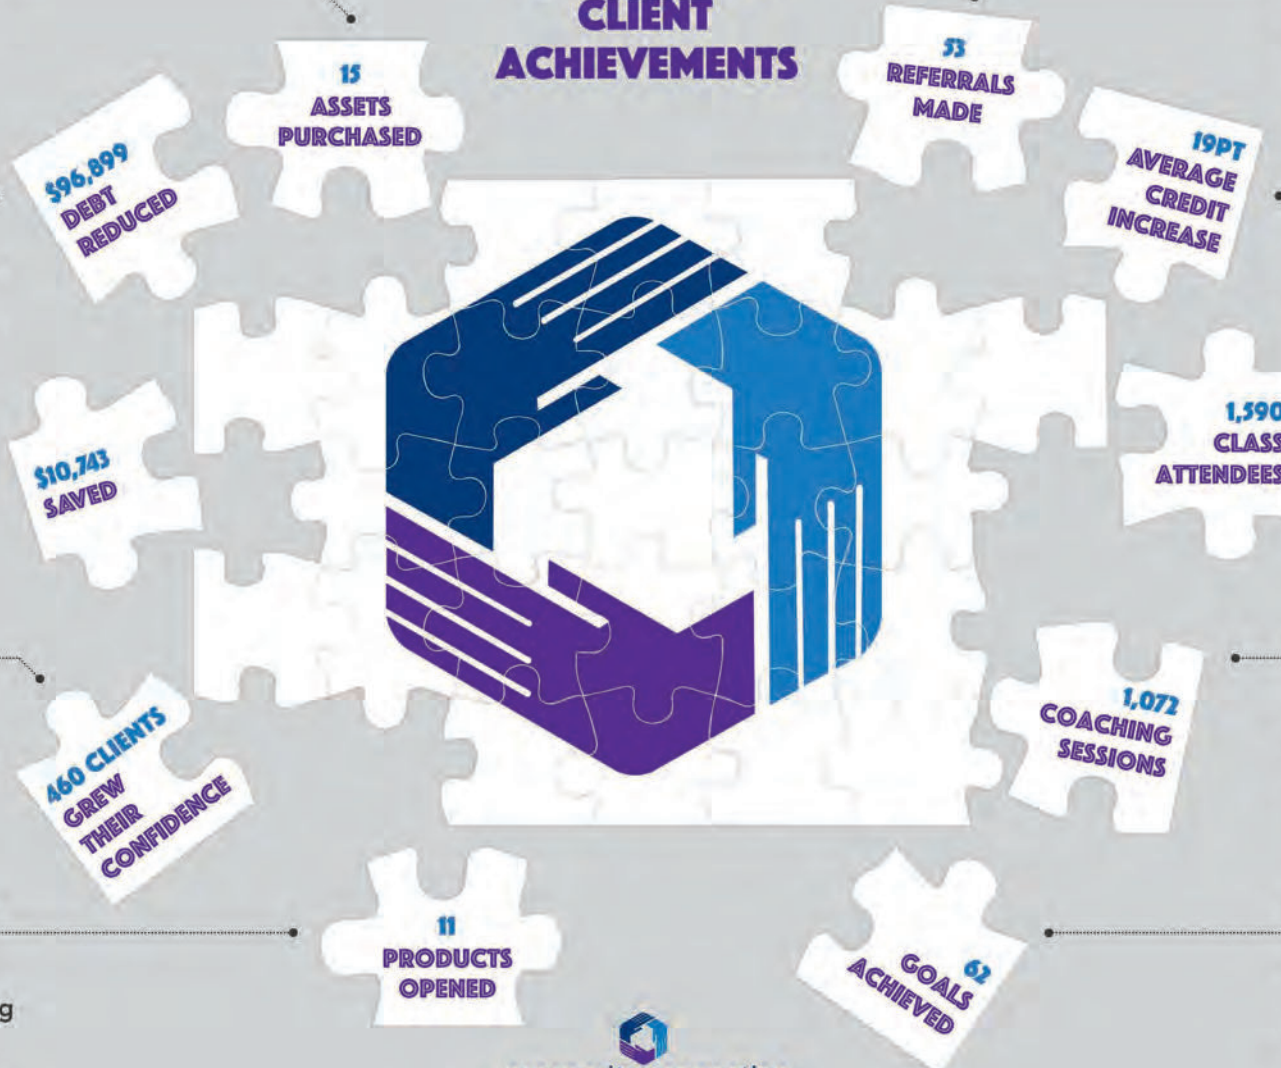 CLIENT
ACHIEVEMENTS
15
ASSETS
PURCHASED
53
REFERRALS
MADE
$96,899
DEBT
REDUCED
19PT
AVERAGE
CREDIT
INCREASE
$10,743
SAVED
1,590
CLASS
ATTENDEES
460 CLIENTS
GREW
THEIR
CONFIDENCE
1,072
COACHING
SESSIONS
11
PRODUCTS
OPENED
62
GOALS
ACHIEVED
g